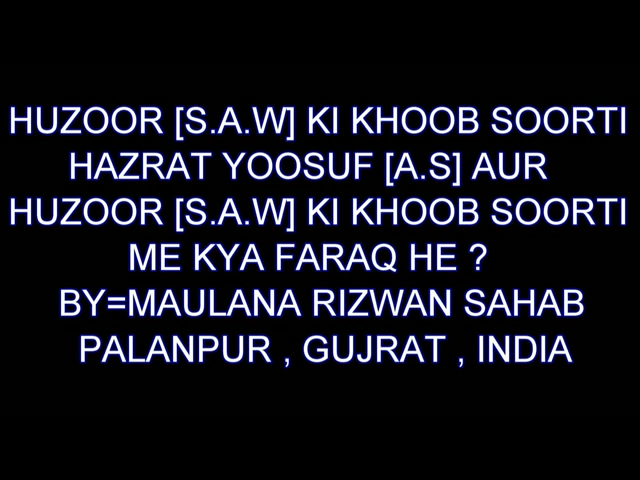 HUZOOR [S.A.W] KI KHOOB SOORTI
HAZRAT YOOSUF [A.S] AUR
HUZOOR [S.A.W] KI KHOOB SOORTI
ME KYA FARAQ HE ?
BY=MAULANA RIZWAN SAHAB
PALANPUR , GUJRAT , INDIA